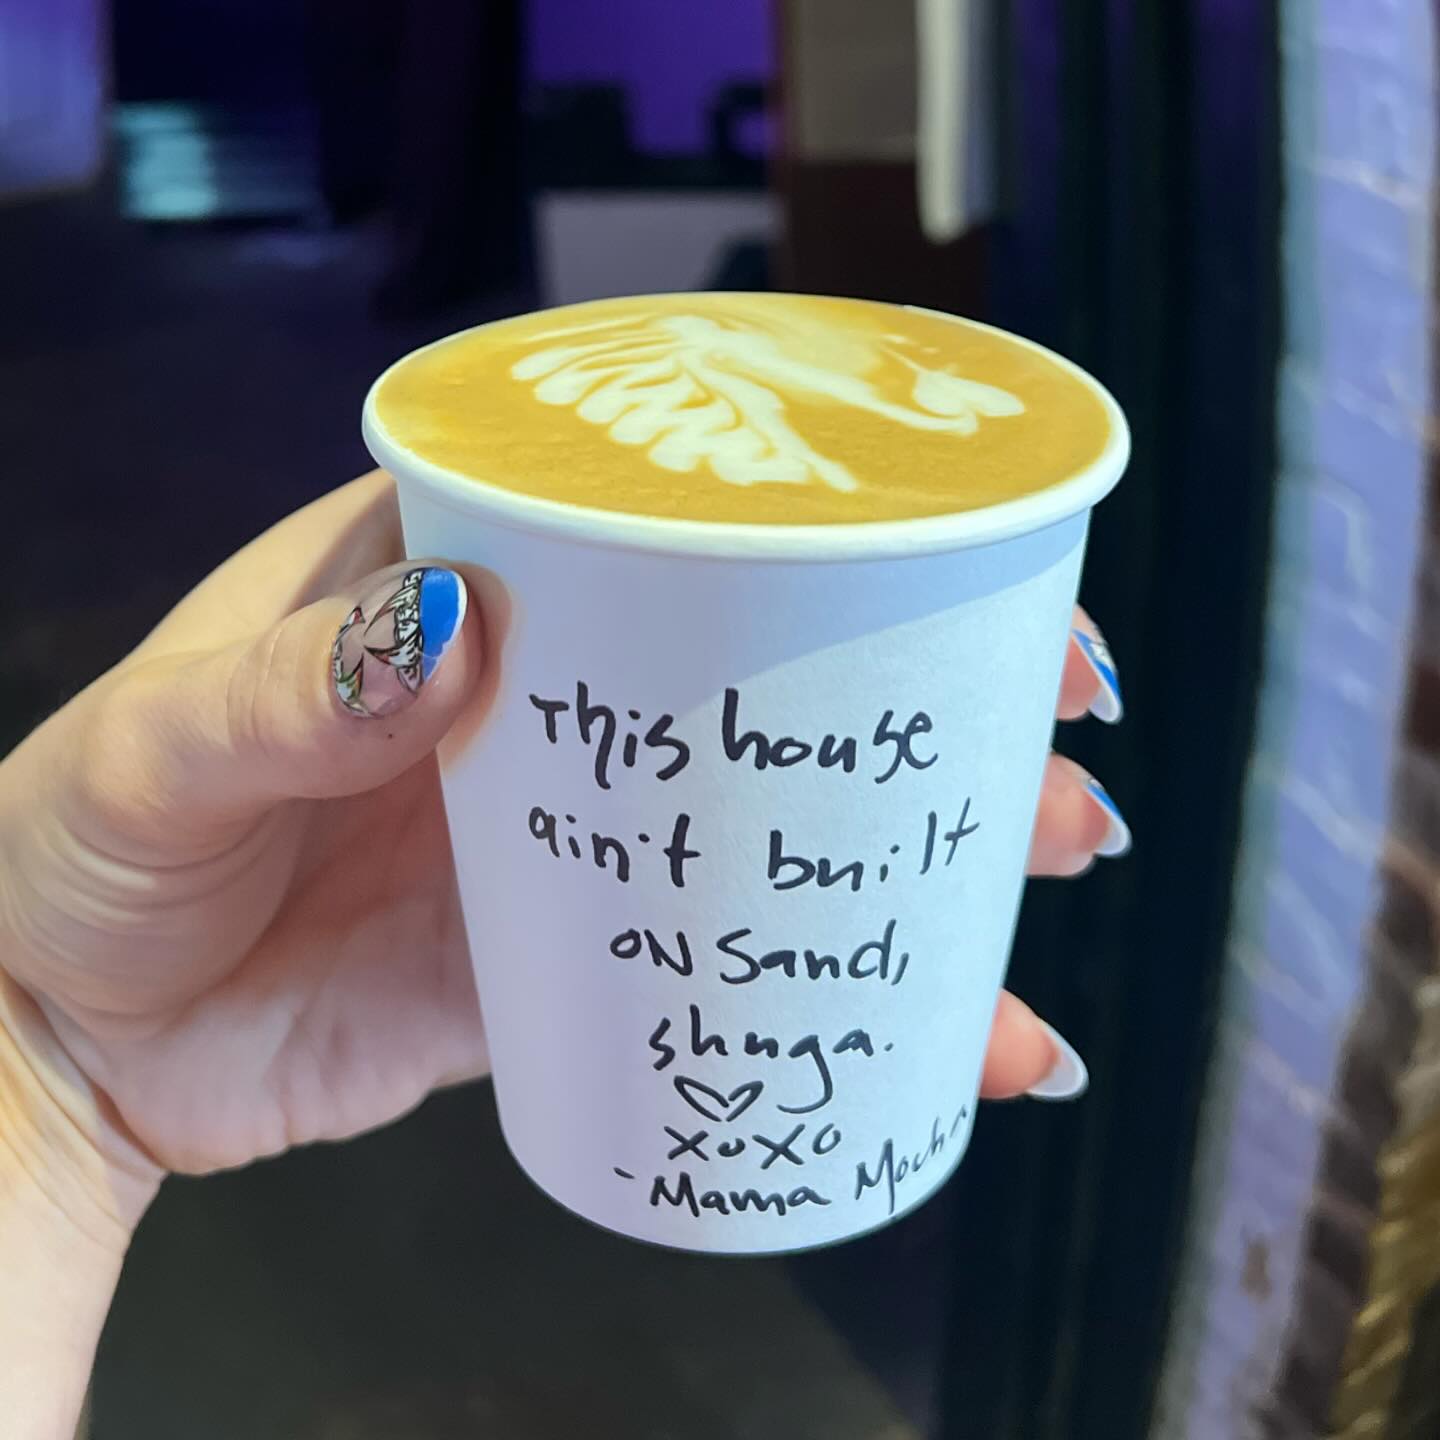 This house
ain't built
on Sand,
shuga.
♡
xoxo
-Mama Mocha